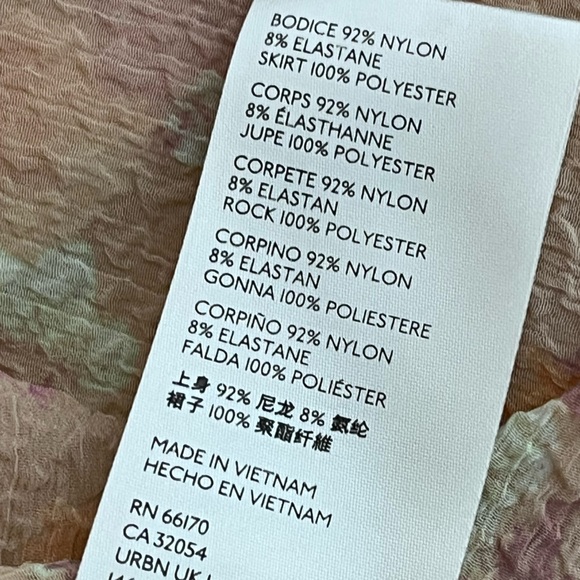 BODICE 92% NYLON
8% ELASTANE
SKIRT 100% POLYESTER
CORPS 92% NYLON
8% ÉLASTHANNE
JUPE 100% POLYESTER
CORPETE 92% NYLON
8% ELASTAN
ROCK 100% POLYESTER
CORPINO 92% NYLON
8% ELASTAN
GONNA 100% POLIESTERE
CORPIÑO 92% NYLON
8% ELASTANE
FALDA 100% POLIÉSTER
上身 92% 尼龙 8% 氨纶
裙子 100% 聚酯纤維
MADE IN VIETNAM
HECHO EN VIETNAM
RN 66170
CA 32054
URBN UK